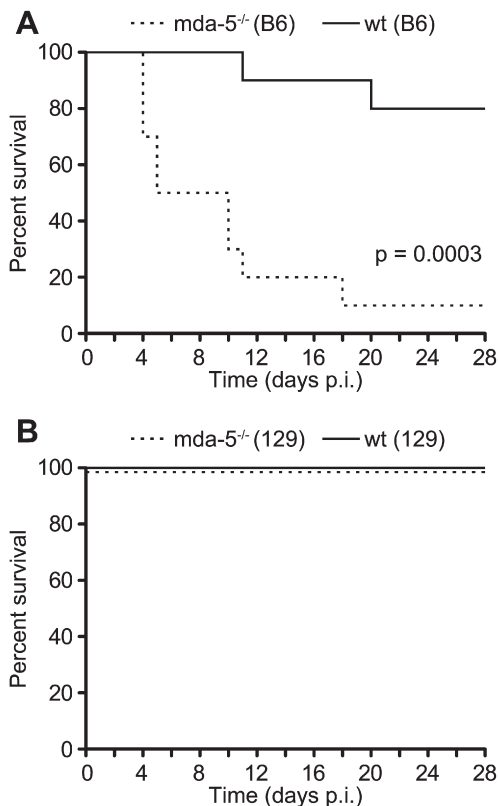 A
mda-5-/- (B6) wt (B6)
100
80
60
40
20
0
Percent survival
p = 0.0003
0 4 8 12 16 20 24 28
Time (days p.i.)
B
mda-5-/- (129) wt (129)
100
80
60
40
20
0
Percent survival
0 4 8 12 16 20 24 28
Time (days p.i.)